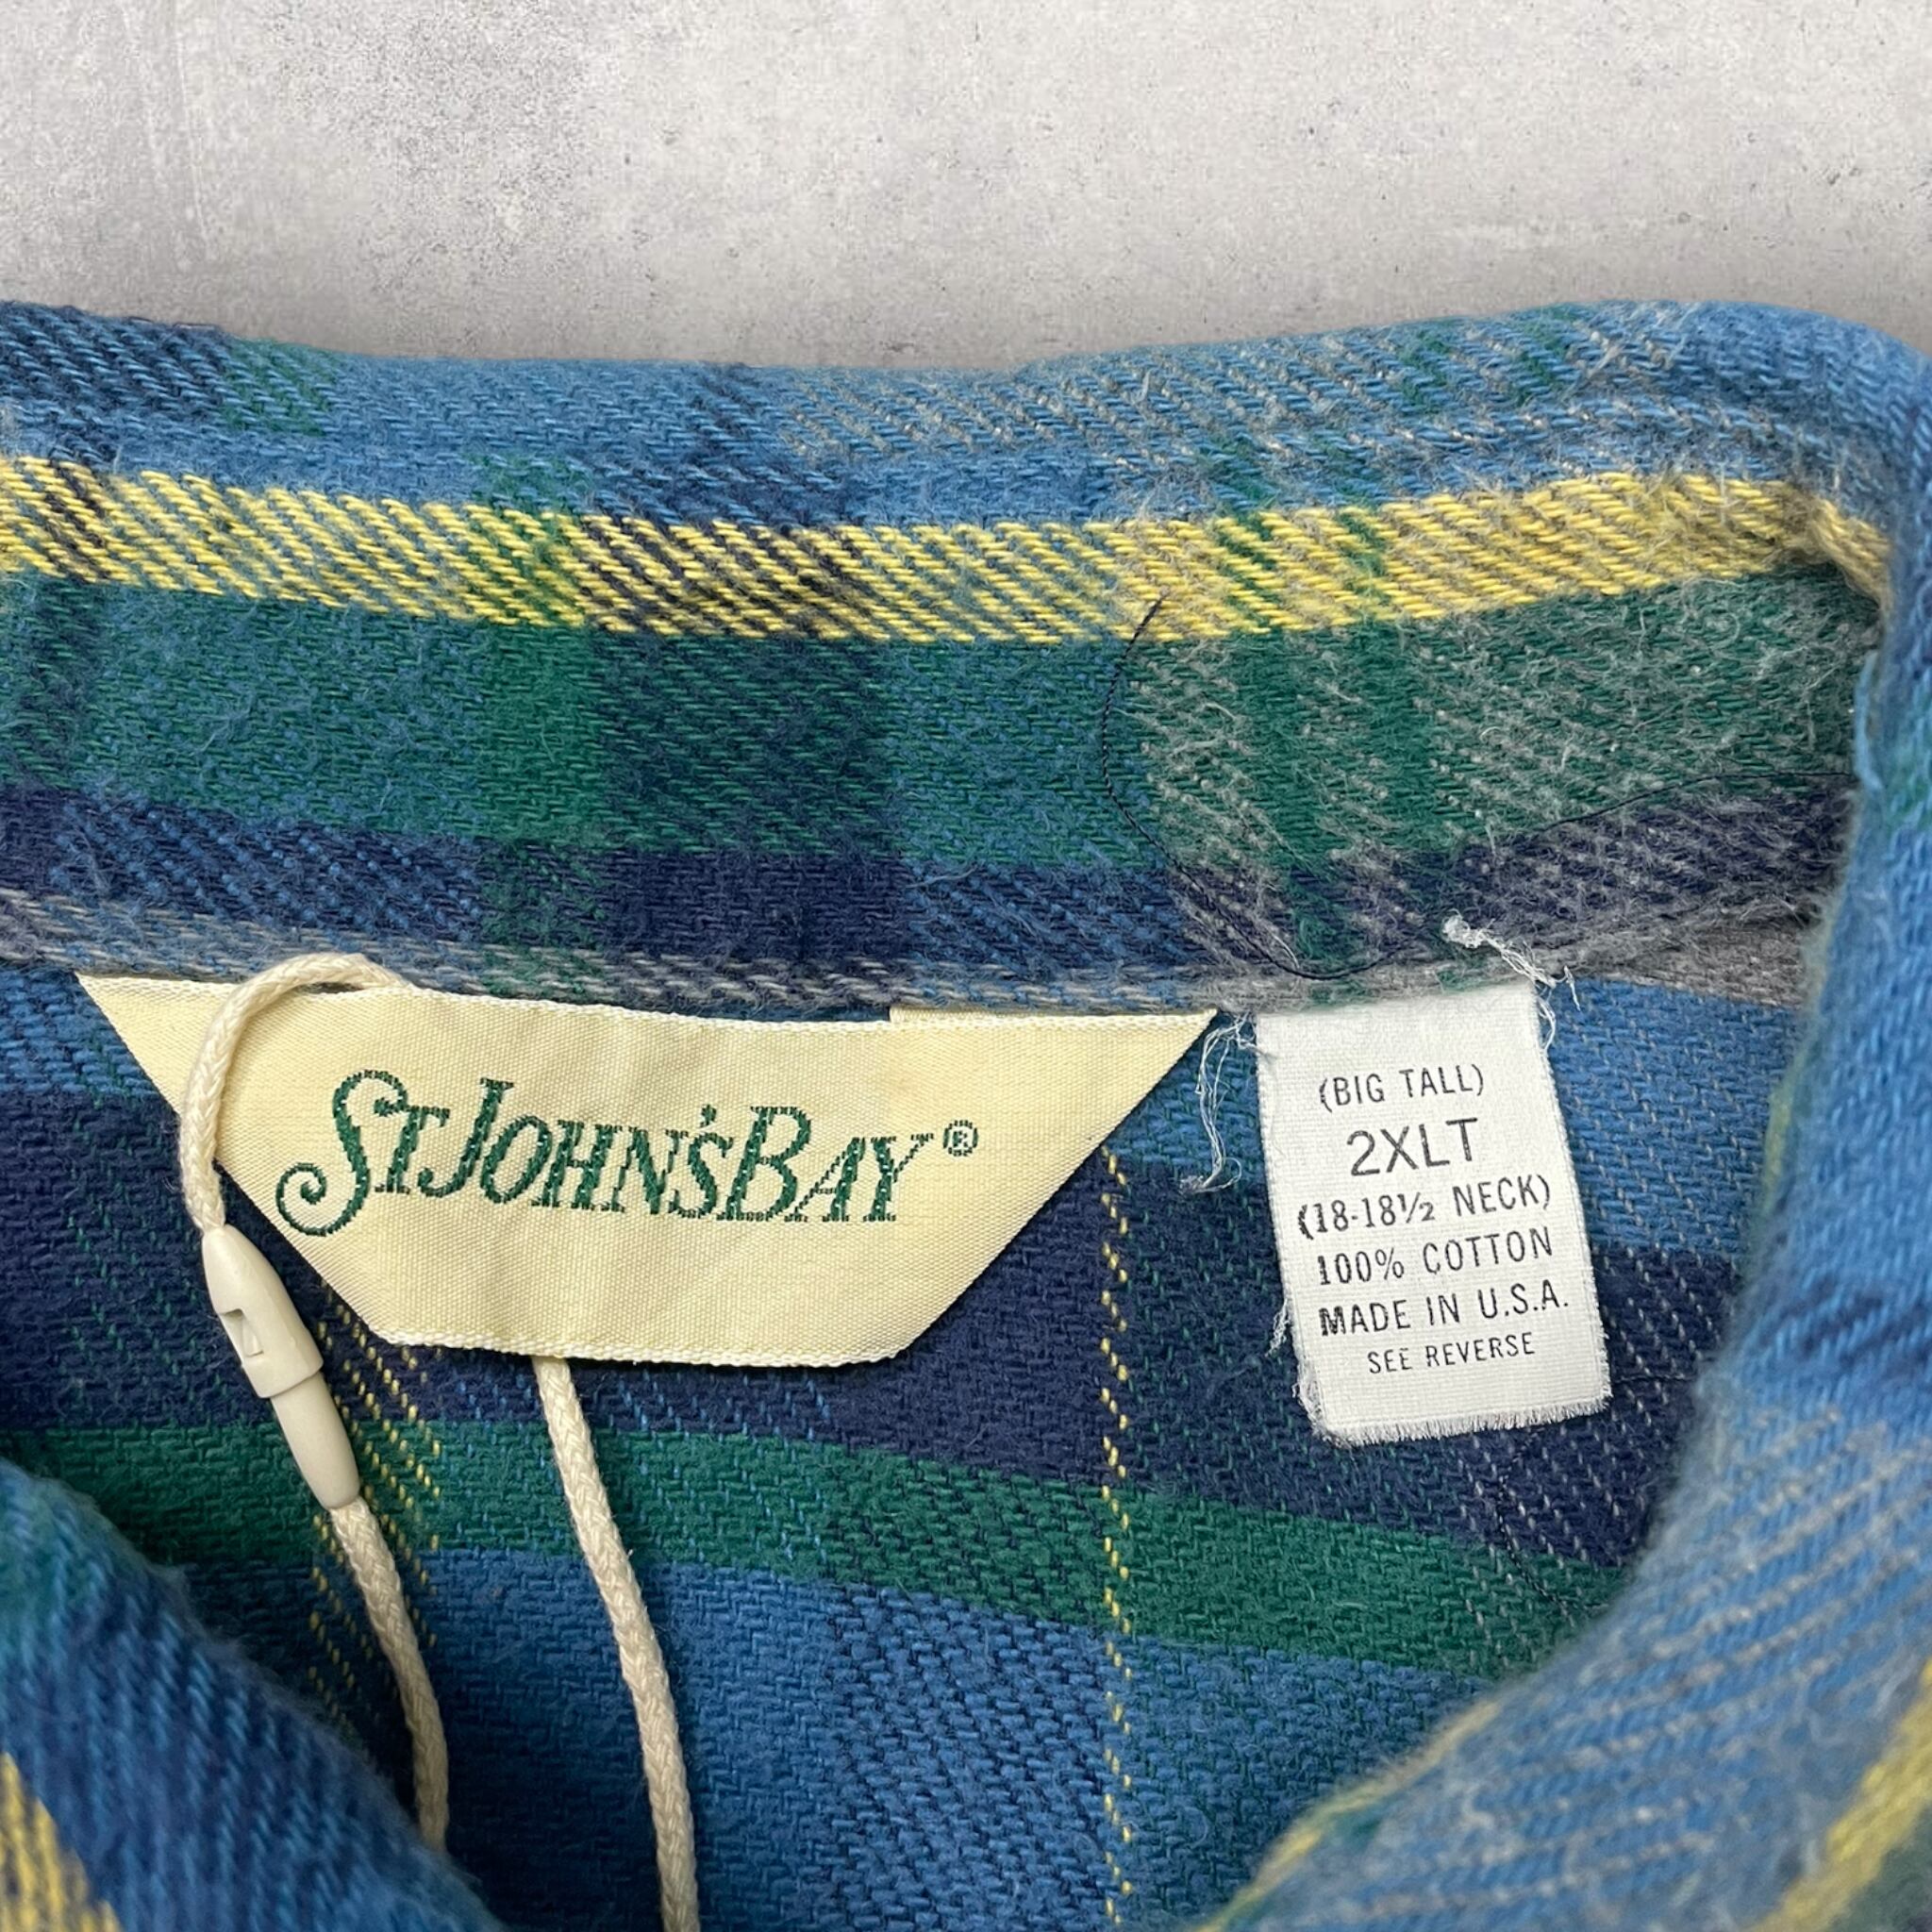 ST JOHN'S BAY®
(BIG TALL)
2XLT
(18-18½ NECK)
100% COTTON
MADE IN U.S.A.
SEE REVERSE